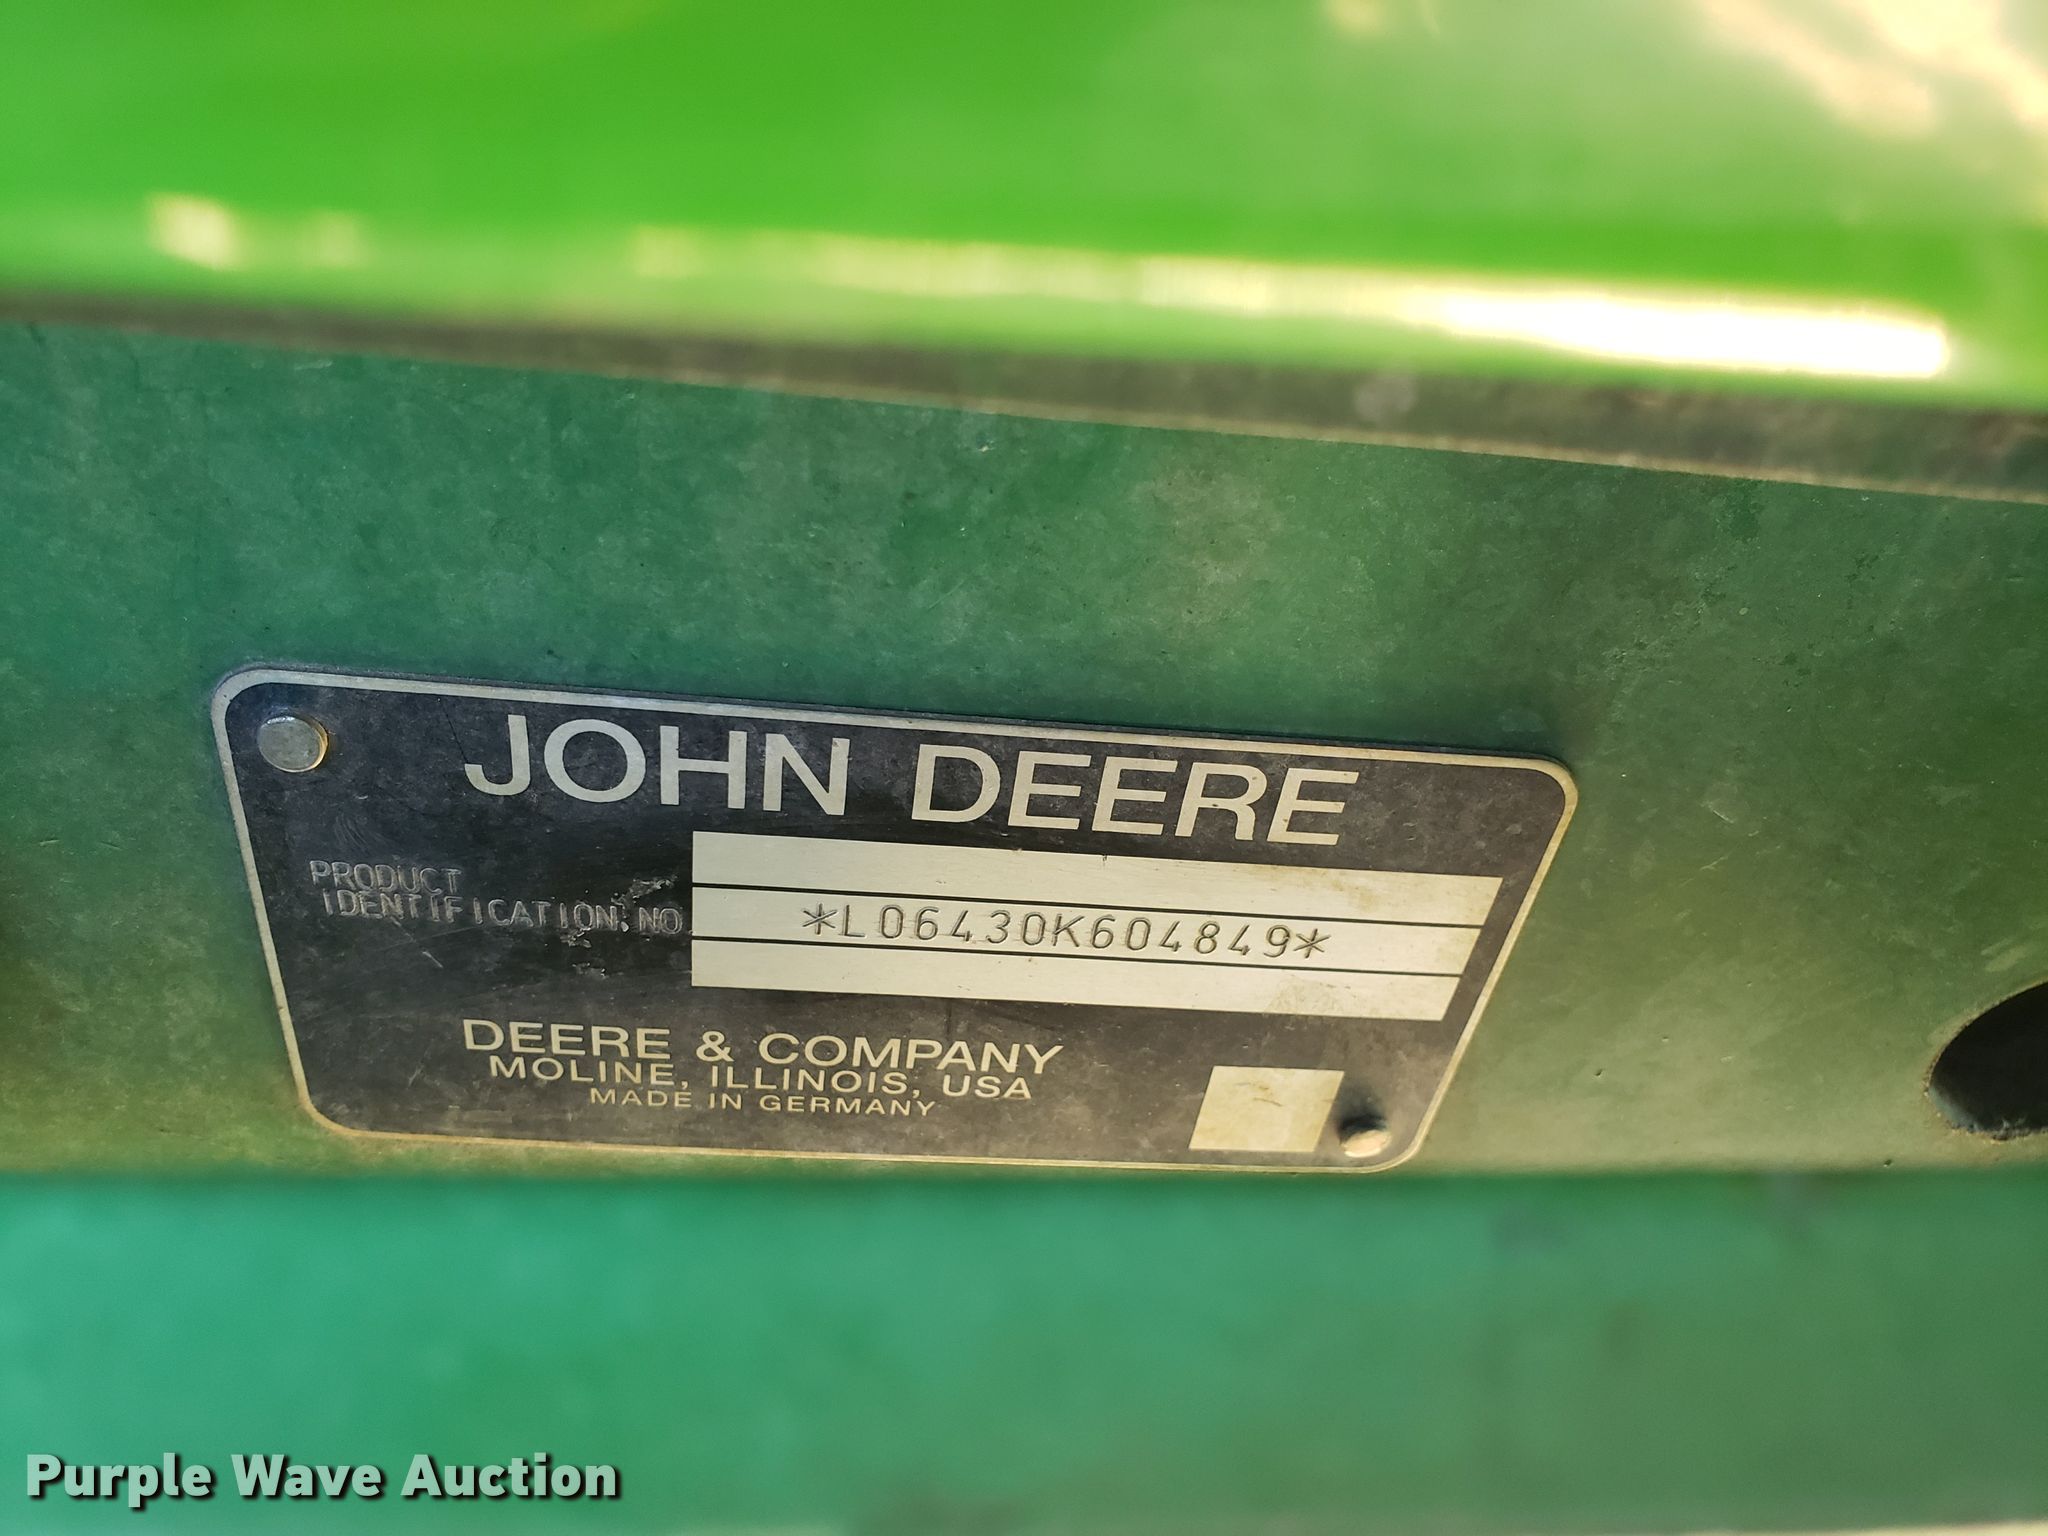 JOHN DEERE
PRODUCT
IDENTIFICATION NO
*L06430K604849*
DEERE & COMPANY
MOLINE, ILLINOIS, USA
MADE IN GERMANY
Purple Wave Auction